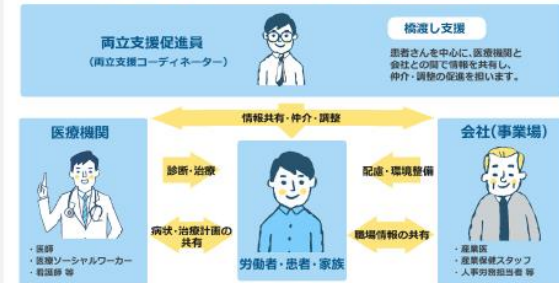 両立支援促進員
(両立支援コーディネーター)
橋渡し支援
患者さんを中心に、医療機関と
会社との間で情報を共有し、
仲介・調整の促進を担います。
情報共有・仲介・調整
医療機関
会社(事業場)
診断・治療
配慮・環境整備
病状・治療計画の
共有
職場情報の共有
・医師
・医療ソーシャルワーカー
・看護師 等
労働者・患者・家族
・産業医
・産業保健スタッフ
・人事労務担当者 等